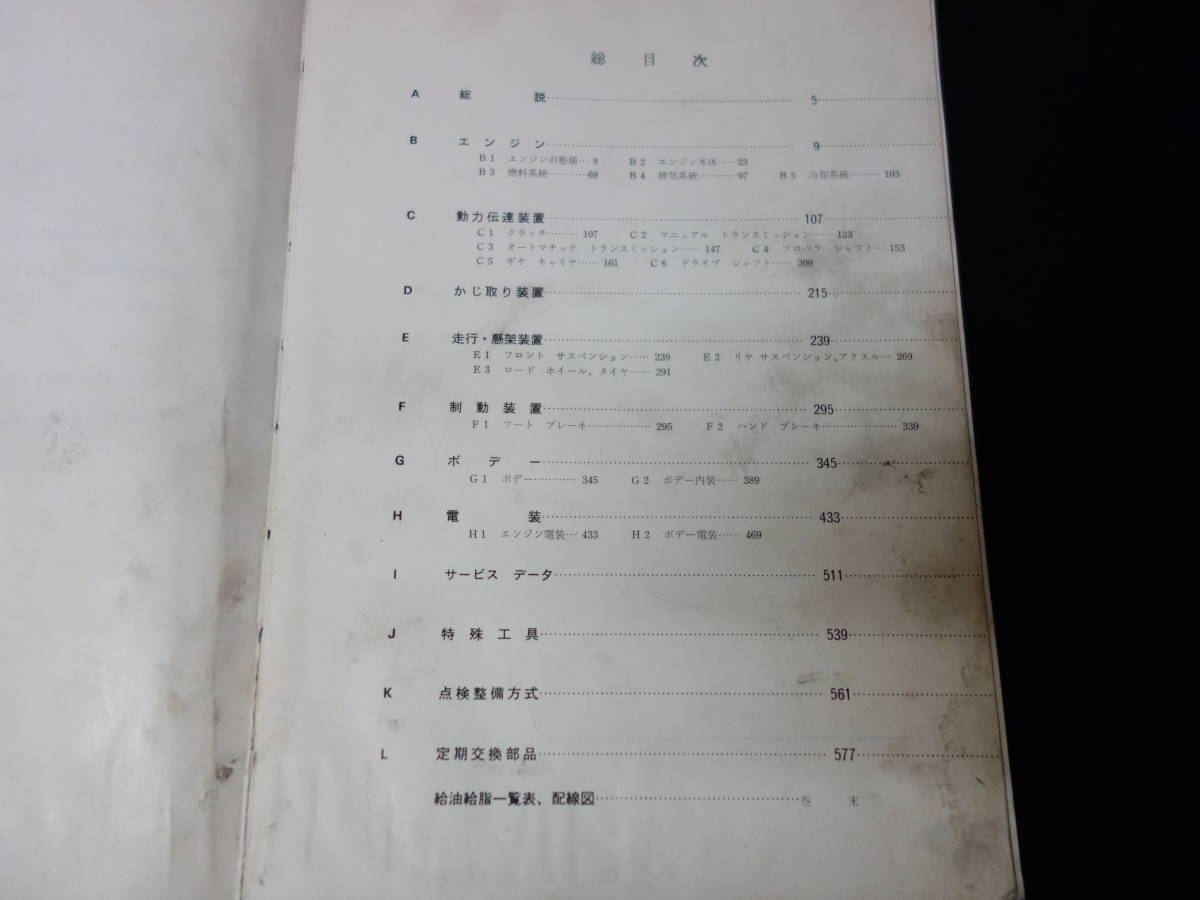 総目次
A 総説 5
B エンジン 9
B1 エンジンの整備… 9 B2 エンジン本体……23
B3 燃料系統…………69 B4 排気系統…………97 B5 冷却系統……… 103
C 動力伝達装置 107
C1 クラッチ……… 107 C2 マニュアル トランスミッション…… 123
C3 オートマチック トランスミッション…… 147 C4 プロペラ シャフト… 153
C5 ギヤ キャリヤ…… 161 C6 ドライブ シャフト…… 209
D かじ取り装置 215
E 走行・懸架装置 239
E1 フロント サスペンション…… 239 E2 リヤ サスペンション、アクスル… 269
E3 ロード ホイール、タイヤ…… 291
F 制動装置 295
F1 フート ブレーキ……………… 295 F2 ハンド ブレーキ………………… 339
G ボデー 345
G1 ボデー………… 345 G2 ボデー内装…… 389
H 電装 433
H1 エンジン電装… 433 H2 ボデー電装…… 469
I サービス データ 511
J 特殊工具 539
K 点検整備方式 561
L 定期交換部品 577
給油給脂一覧表、配線図 巻末